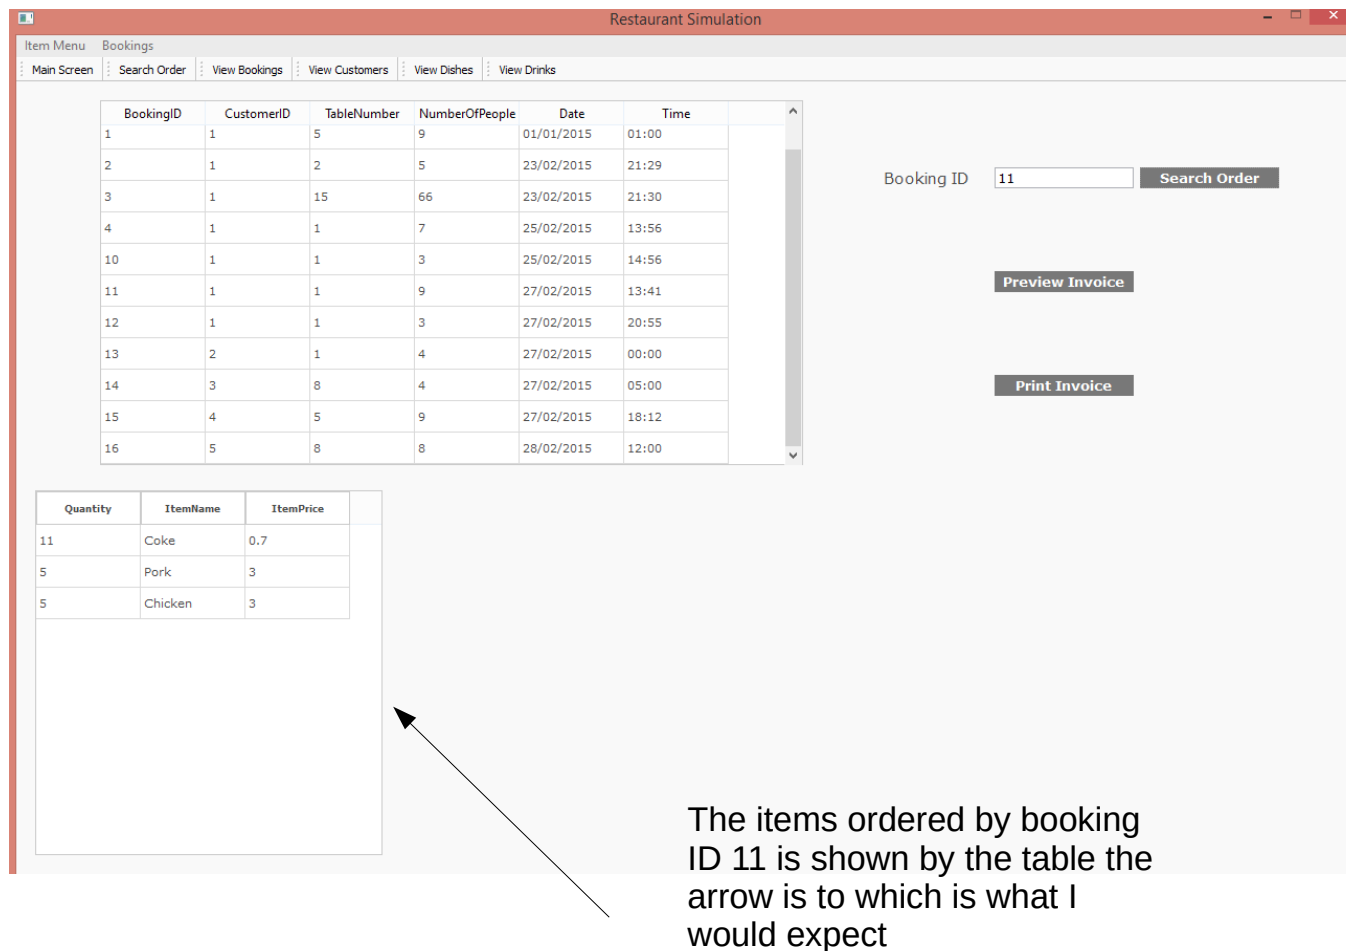 Restaurant Simulation
Item Menu Bookings
Main Screen Search Order View Bookings View Customers View Dishes View Drinks
BookingID CustomerID TableNumber NumberOfPeople Date Time
1 1 5 9 01/01/2015 01:00
2 1 2 5 23/02/2015 21:29
3 1 15 66 23/02/2015 21:30
4 1 1 7 25/02/2015 13:56
10 1 1 3 25/02/2015 14:56
11 1 1 9 27/02/2015 13:41
12 1 1 3 27/02/2015 20:55
13 2 1 4 27/02/2015 00:00
14 3 8 4 27/02/2015 05:00
15 4 5 9 27/02/2015 18:12
16 5 8 8 28/02/2015 12:00
Booking ID 11 Search Order
Preview Invoice
Print Invoice
Quantity ItemName ItemPrice
11 Coke 0.7
5 Pork 3
5 Chicken 3
The items ordered by booking
ID 11 is shown by the table the
arrow is to which is what I
would expect